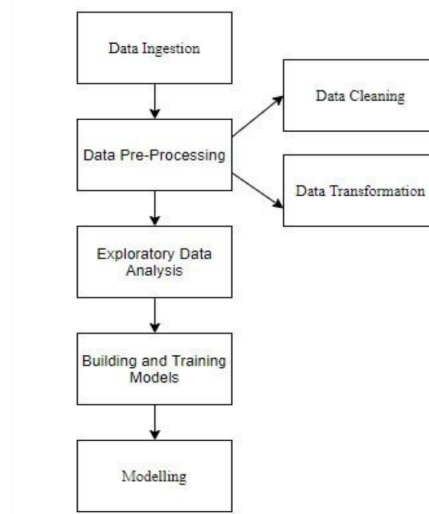 Data Ingestion
Data Cleaning
Data Pre-Processing
Data Transformation
Exploratory Data
Analysis
Building and Training
Models
Modelling